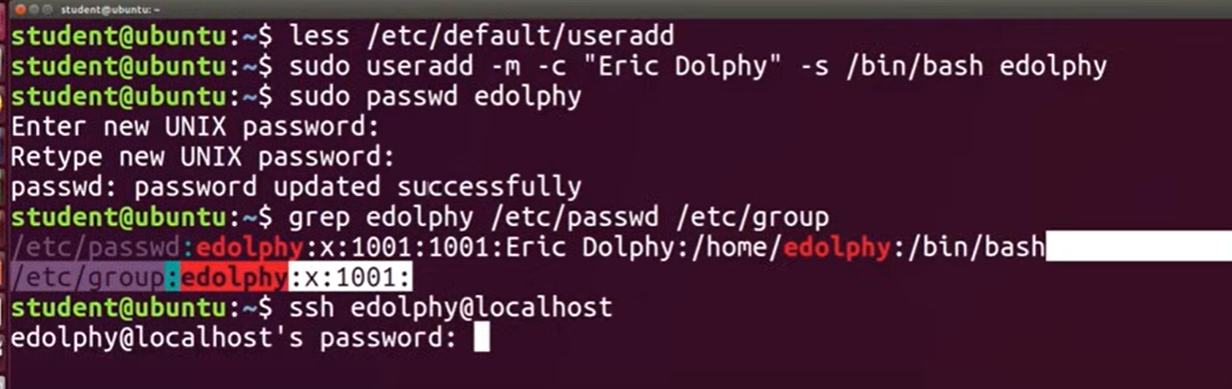 student@ubuntu: ~
student@ubuntu:~$ less /etc/default/useradd
student@ubuntu:~$ sudo useradd -m -c "Eric Dolphy" -s /bin/bash edolphy
student@ubuntu:~$ sudo passwd edolphy
Enter new UNIX password:
Retype new UNIX password:
passwd: password updated successfully
student@ubuntu:~$ grep edolphy /etc/passwd /etc/group
/etc/passwd:edolphy:x:1001:1001:Eric Dolphy:/home/edolphy:/bin/bash
/etc/group:edolphy:x:1001:
student@ubuntu:~$ ssh edolphy@localhost
edolphy@localhost's password: